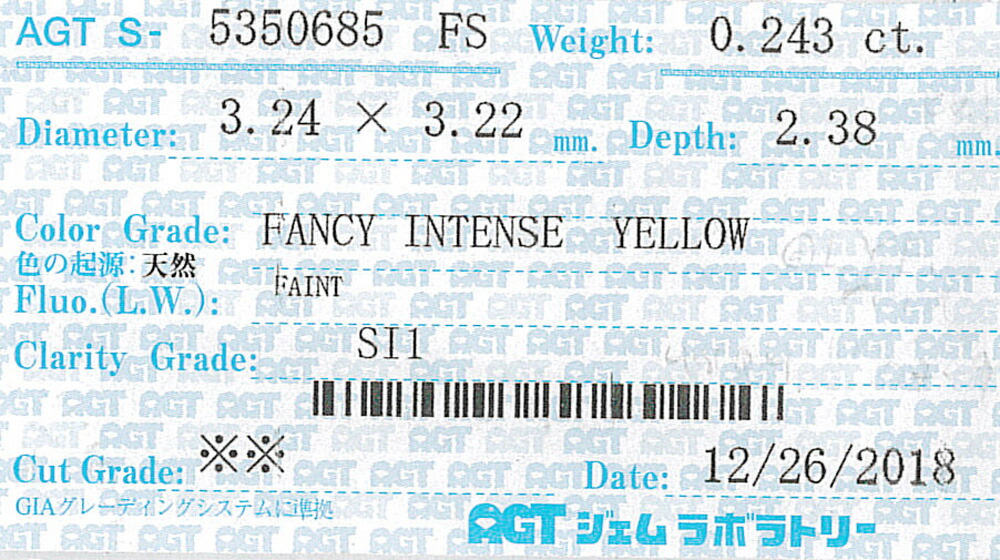 AGT S- 5350685 FS Weight: 0.243 ct.
Diameter: 3.24 × 3.22 mm. Depth: 2.38 mm.
Color Grade: FANCY INTENSE YELLOW
色の起源:天然
Fluo.(L.W.): FAINT
Clarity Grade: SI1
Cut Grade: ※※ Date: 12/26/2018
GIAグレーディングシステムに準拠
AGTジェムラボラトリー